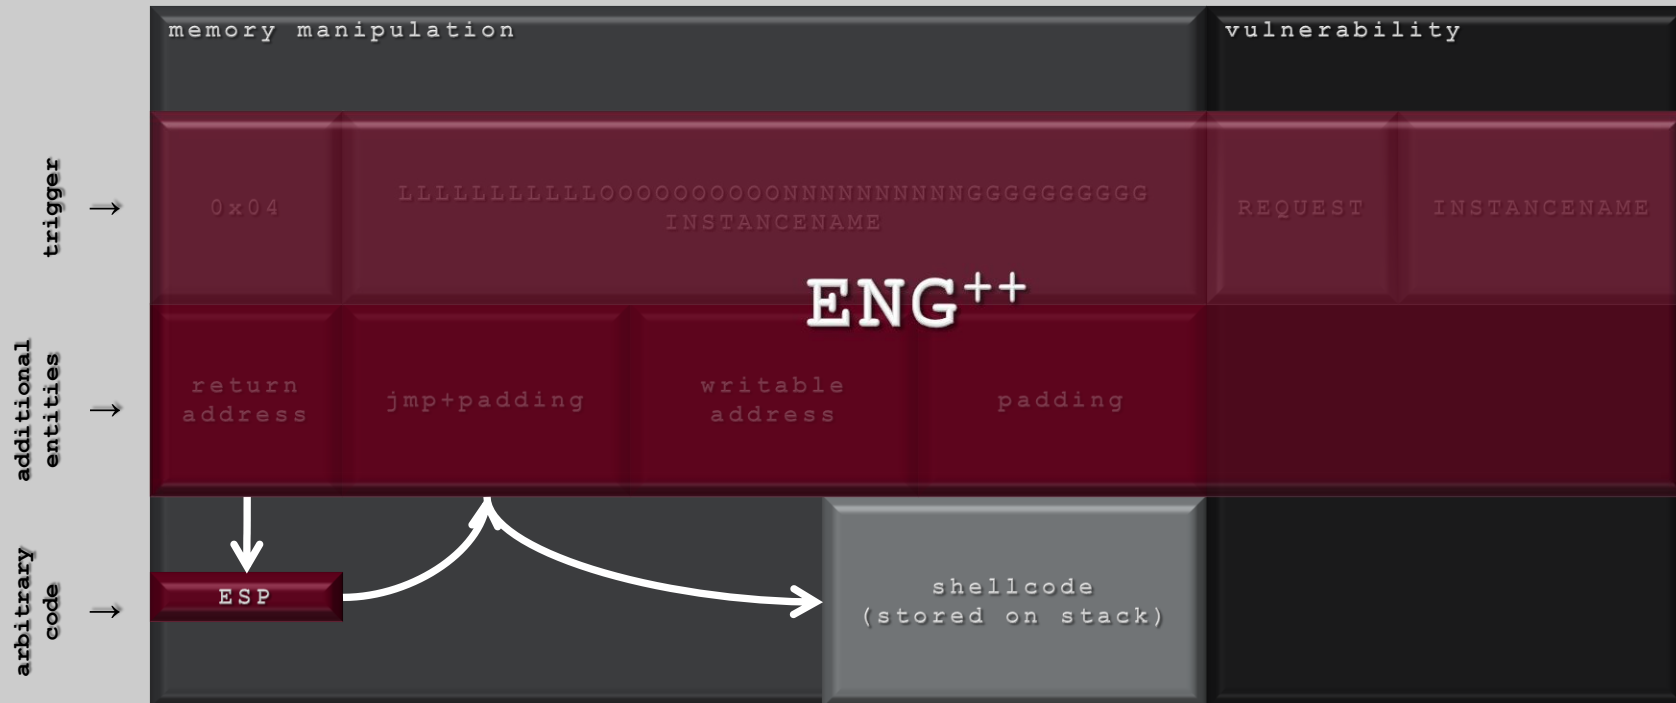 memory manipulation
vulnerability
trigger →
0x04
LLLLLLLLLLLOOOOOOOOOOONNNNNNNNNNNGGGGGGGGGGG
INSTANCENAME
REQUEST
INSTANCENAME
ENG++
additional
entities →
return
address
jmp+padding
writable
address
padding
arbitrary
code →
ESP
shellcode
(stored on stack)